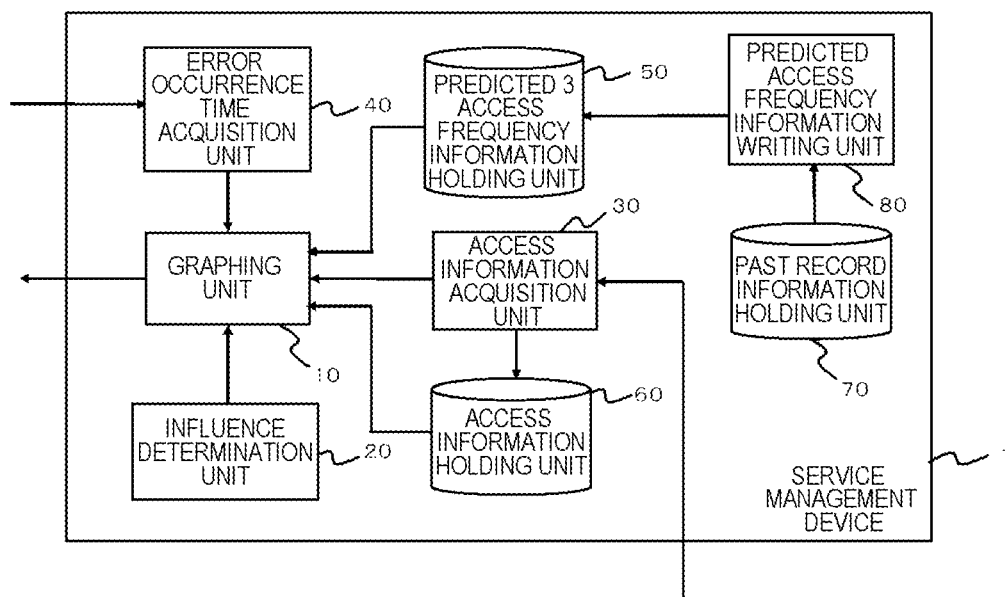 ERROR
OCCURRENCE
TIME
ACQUISITION
UNIT
40
PREDICTED 3
ACCESS
FREQUENCY
INFORMATION
HOLDING UNIT
50
PREDICTED
ACCESS
FREQUENCY
INFORMATION
WRITING UNIT
80
GRAPHING
UNIT
10
ACCESS
INFORMATION
ACQUISITION
UNIT
30
PAST RECORD
INFORMATION
HOLDING UNIT
70
INFLUENCE
DETERMINATION
UNIT
20
ACCESS
INFORMATION
HOLDING UNIT
60
SERVICE
MANAGEMENT
DEVICE